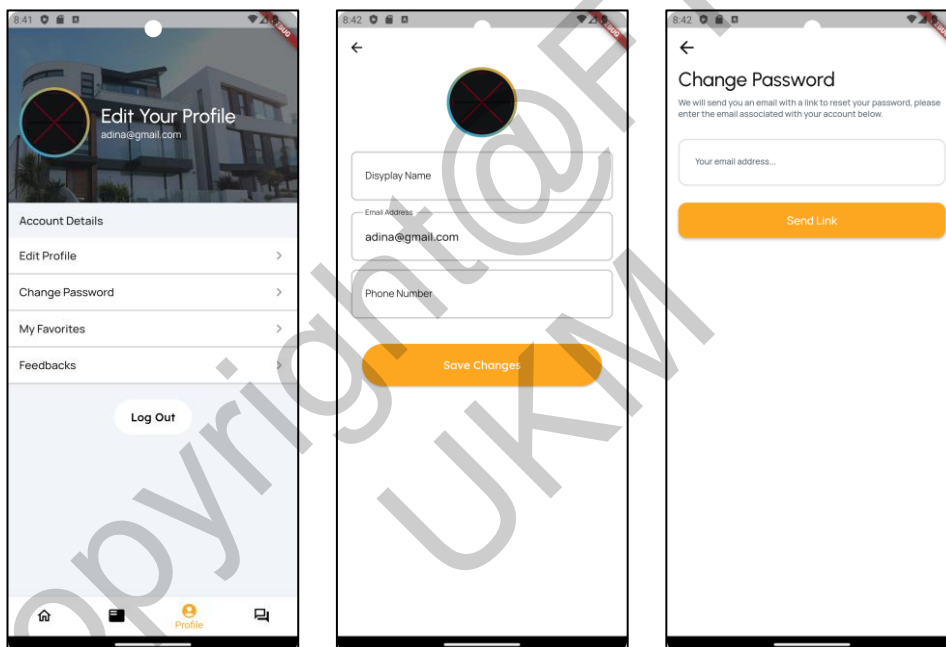 8:41
DEBUG
Edit Your Profile
adina@gmail.com
Account Details
Edit Profile
Change Password
My Favorites
Feedbacks
Log Out
Profile
8:42
Disyplay Name
Email Address
adina@gmail.com
Phone Number
Save Changes
8:42
Change Password
We will send you an email with a link to reset your password, please
enter the email associated with your account below.
Your email address...
Send Link
opyright@F
UKM